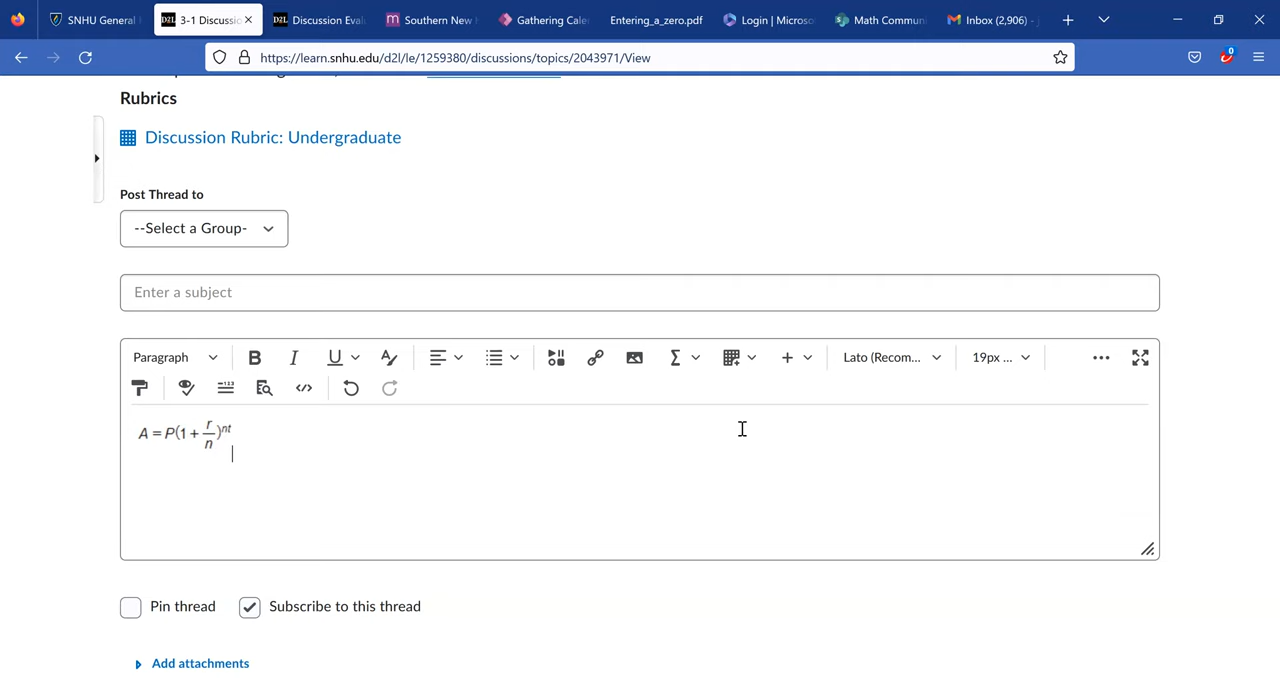 SNHU General
3-1 Discussio
Discussion Eval
Southern New
Gathering Cale
Entering_a_zero.pdf
Login | Microso
Math Commun
Inbox (2,906)
https://learn.snhu.edu/d2l/le/1259380/discussions/topics/2043971/View
0
Rubrics
Discussion Rubric: Undergraduate
Post Thread to
--Select a Group-
Enter a subject
Paragraph B I U Σ + Lato (Recom... 19px ...
A = P(1 + r/n)^nt
Pin thread
Subscribe to this thread
Add attachments